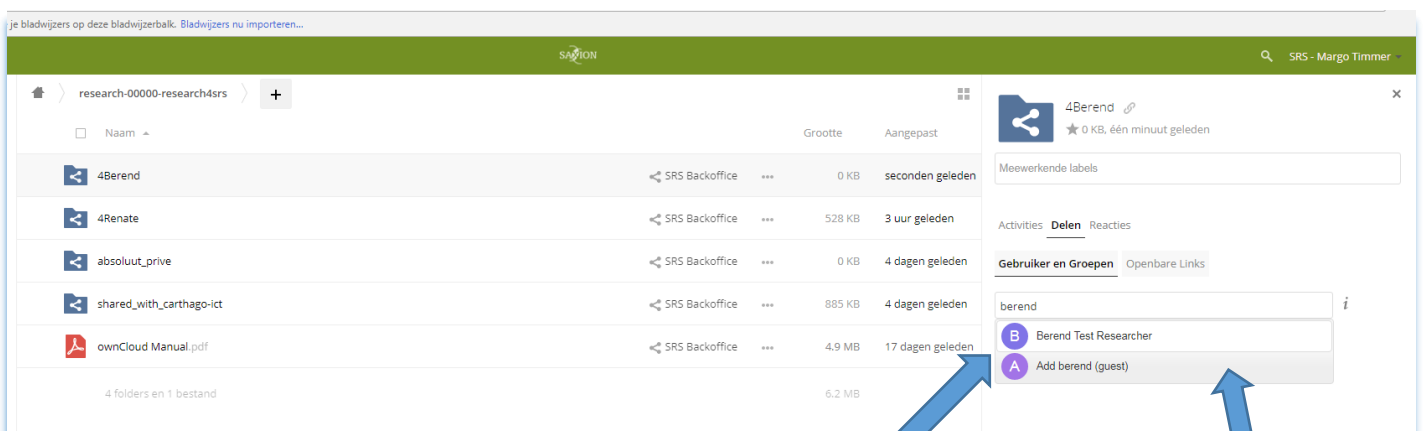 je bladwijzers op deze bladwijzerbalk. Bladwijzers nu importeren...
SAXION
SRS - Margo Timmer
research-00000-research4srs
+
Naam
Grootte
Aangepast
4Berend
SRS Backoffice
0 KB
seconden geleden
4Renate
SRS Backoffice
528 KB
3 uur geleden
absoluut_prive
SRS Backoffice
0 KB
4 dagen geleden
shared_with_carthago-ict
SRS Backoffice
885 KB
4 dagen geleden
ownCloud Manual.pdf
SRS Backoffice
4.9 MB
17 dagen geleden
4 folders en 1 bestand
6.2 MB
4Berend
0 KB, één minuut geleden
Meewerkende labels
Activities Delen Reacties
Gebruiker en Groepen Openbare Links
berend
i
B Berend Test Researcher
A Add berend (guest)